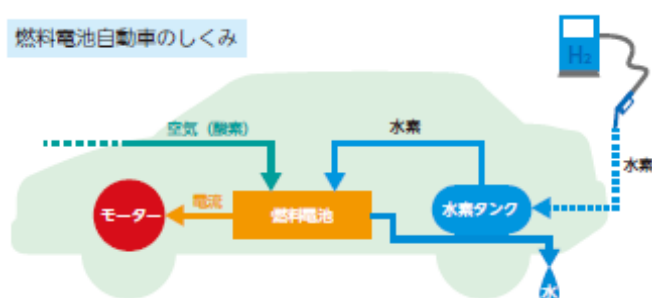 燃料電池自動車のしくみ
H₂
空気（酸素）
水素
水素
モーター
電流
燃料電池
水素タンク
水